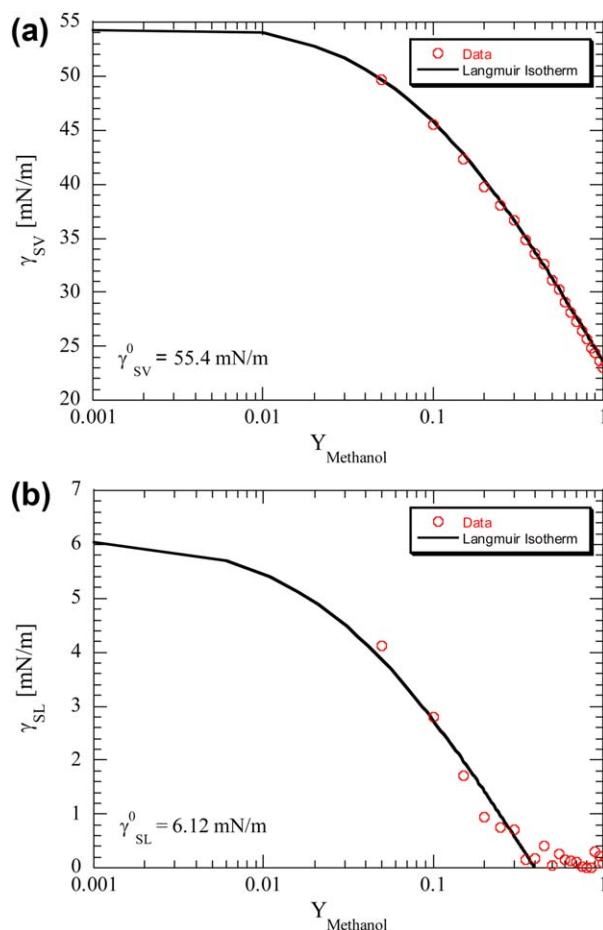 (a)
55
50
45
40
35
30
25
20
γSV [mN/m]
Data
Langmuir Isotherm
γ⁰SV = 55.4 mN/m
0.001
0.01
0.1
1
YMethanol
(b)
7
6
5
4
3
2
1
0
γSL [mN/m]
Data
Langmuir Isotherm
γ⁰SL = 6.12 mN/m
0.001
0.01
0.1
1
YMethanol